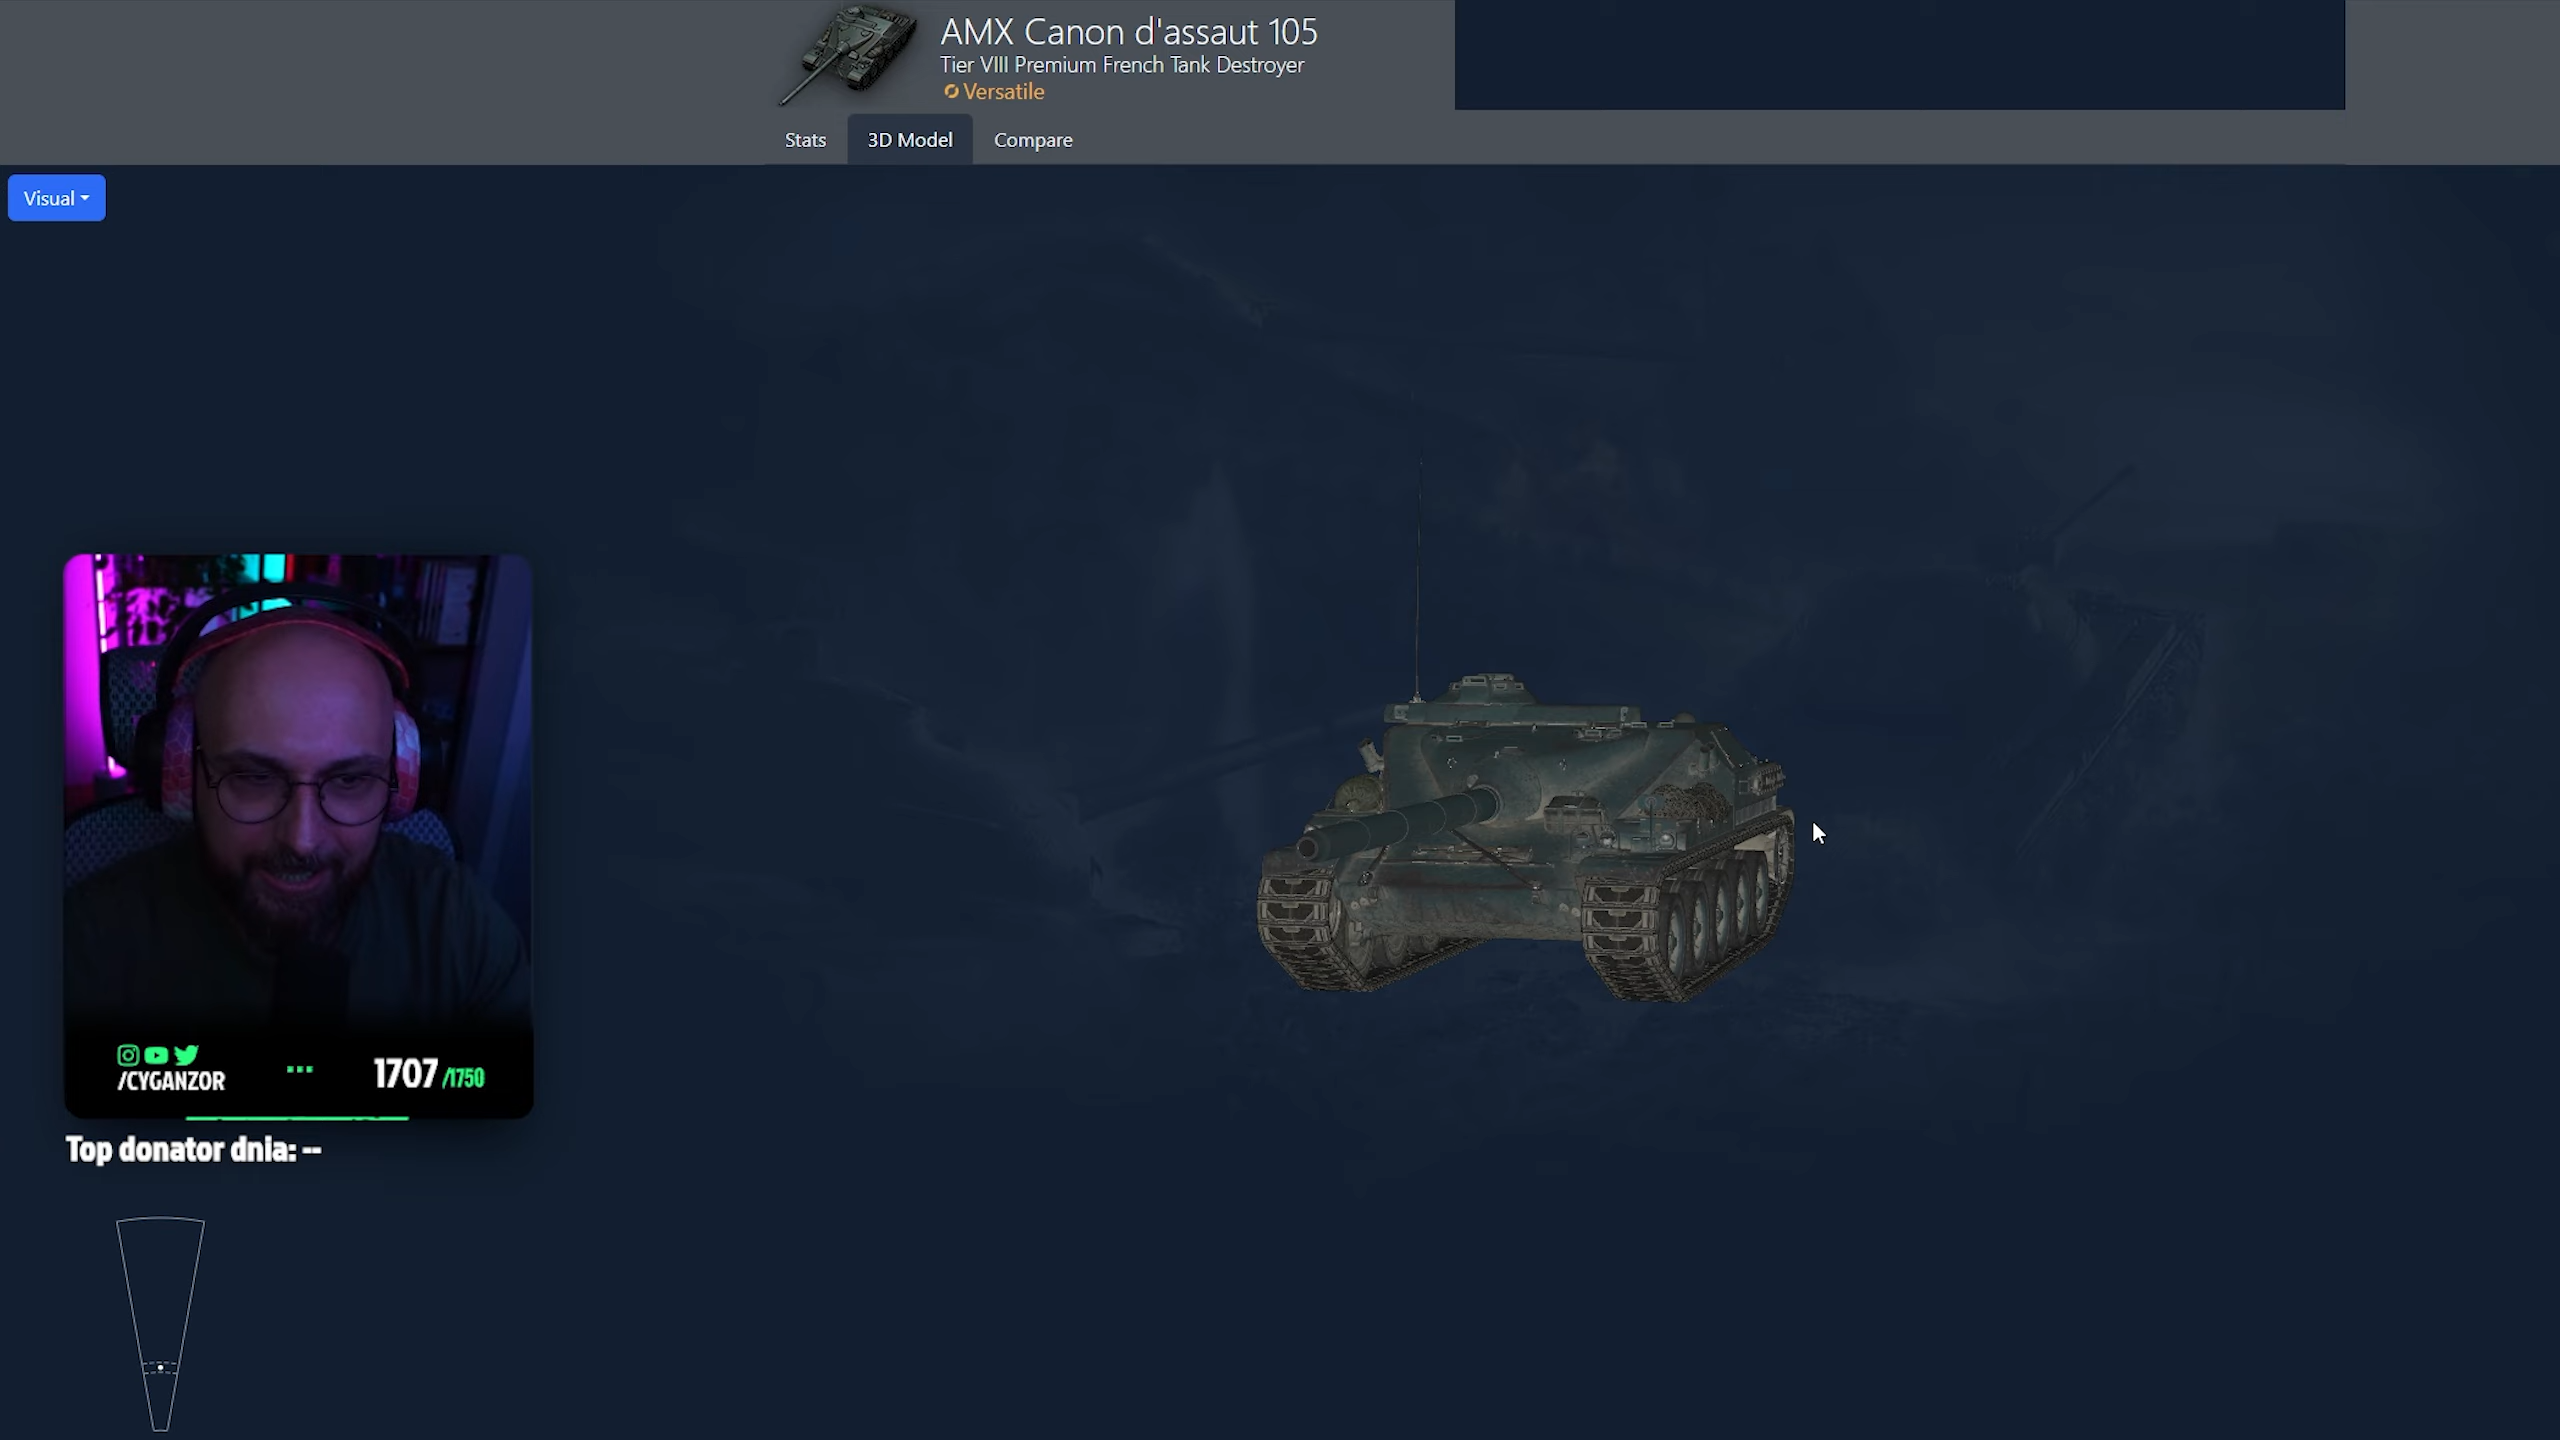 AMX Canon d'assaut 105
Tier VIII Premium French Tank Destroyer
Versatile
Stats
3D Model
Compare
Visual
/CYGANZOR
1707 /1750
Top donator dnia: --